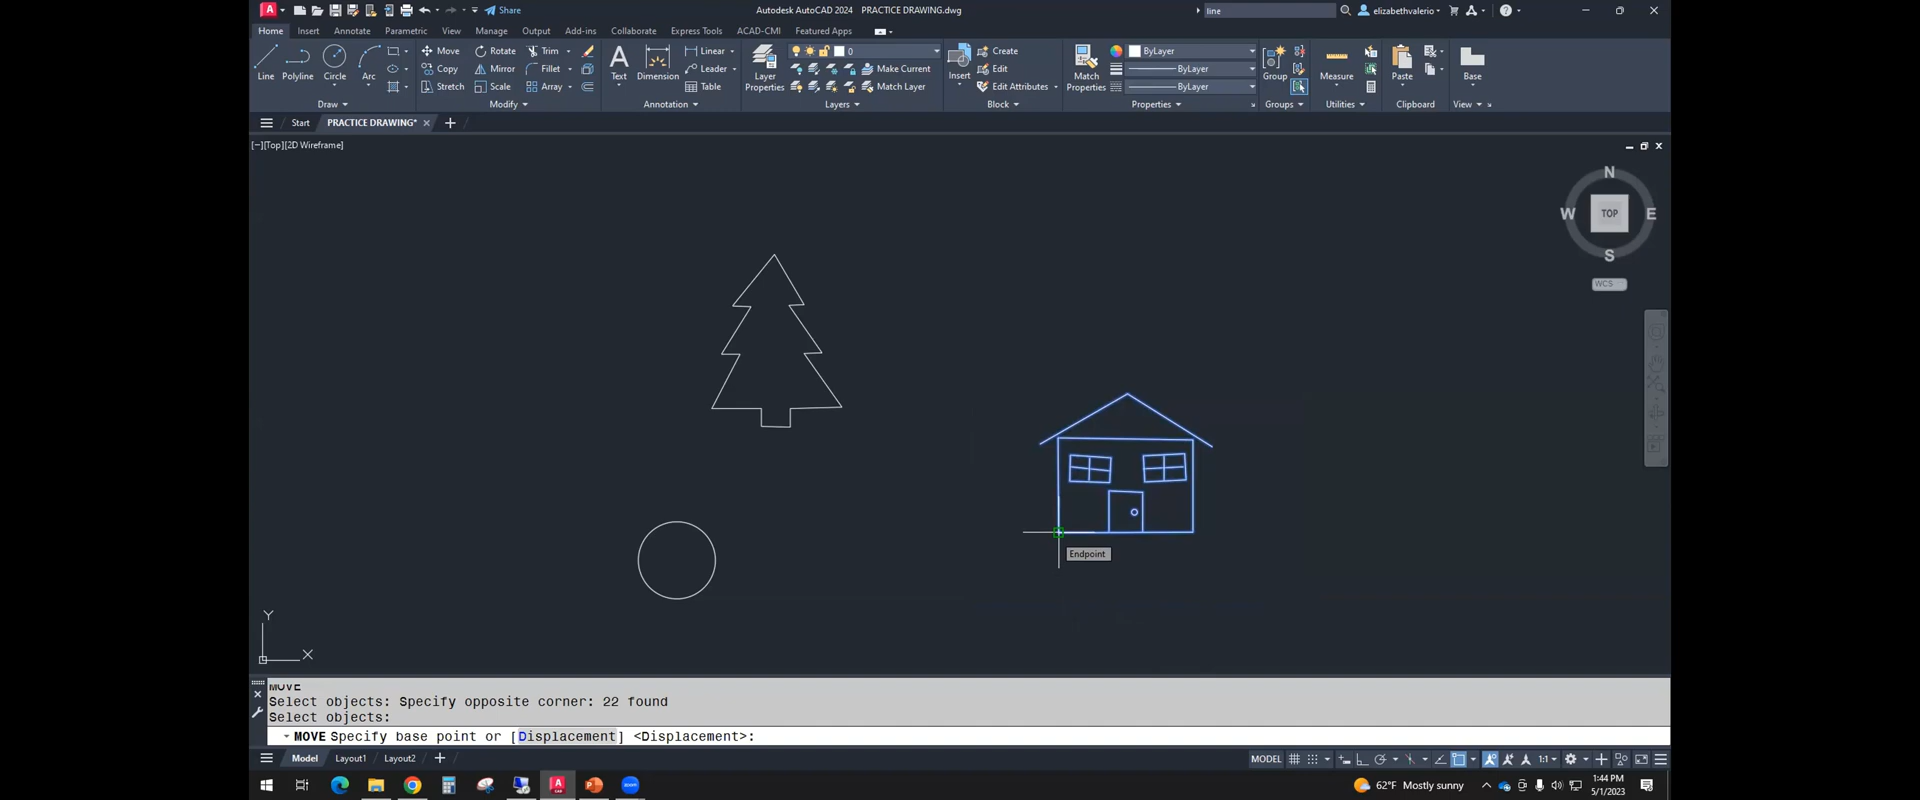 Share
Autodesk AutoCAD 2024 PRACTICE DRAWING.dwg
line
elizabethvalerio
Home Insert Annotate Parametric View Manage Output Add-ins Collaborate Express Tools ACAD-CMI Featured Apps
Line Polyline Circle Arc
Move Rotate Trim
Copy Mirror Fillet
Stretch Scale Array
Text Dimension
Linear
Leader
Table
Layer Properties
0
Make Current
Match Layer
Insert
Create
Edit
Edit Attributes
Match Properties
ByLayer
ByLayer
ByLayer
Group
Measure
Paste
Base
Draw Modify Annotation Layers Block Properties Groups Utilities Clipboard View
Start PRACTICE DRAWING*
[−][Top][2D Wireframe]
N
W TOP E
S
WCS
Endpoint
Y
X
MOVE
Select objects: Specify opposite corner: 22 found
Select objects:
MOVE Specify base point or [Displacement] <Displacement>:
Model Layout1 Layout2
MODEL 1:1
62°F Mostly sunny
1:44 PM
5/1/2023